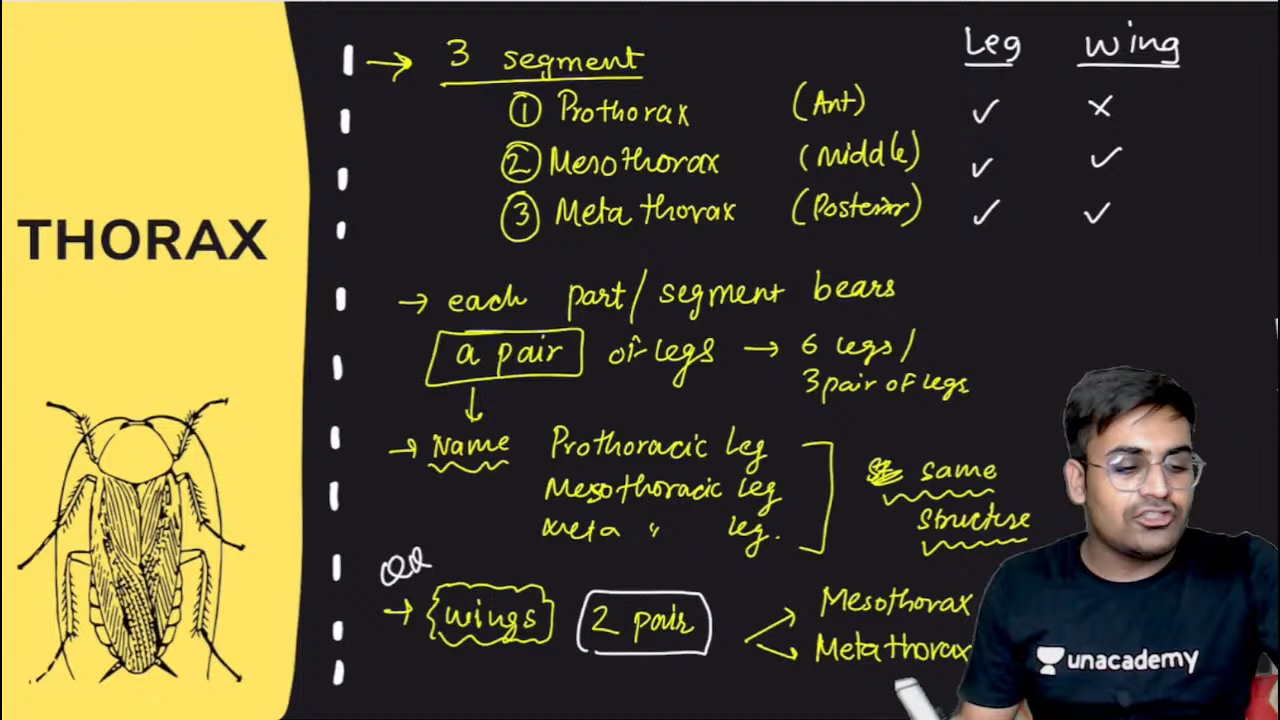 THORAX
→ 3 segment
Leg wing
① Prothorax (Ant) ✓ ×
② Mesothorax (Middle) ✓ ✓
③ Meta thorax (Posterior) ✓ ✓
→ each part/segment bears
a pair of legs → 6 legs/
3 pair of legs
→ Name Prothoracic leg
Mesothoracic leg
Meta " leg.
same
structure
→ wings 2 pair
Mesothorax
Metathorax
unacademy